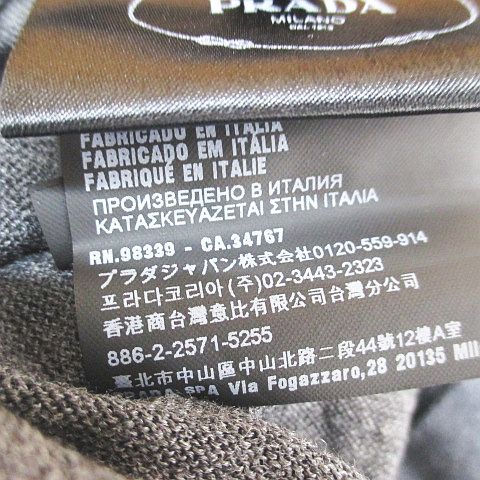 PRADA
MILANO
FABRICADO EN ITALIA
FABRICADO EM ITÁLIA
FABRIQUÉ EN ITALIE
ПРОИЗВЕДЕНО В ИТАЛИЯ
ΚΑΤΑΣΚΕΥΑΖΕΤΑΙ ΣΤΗΝ ΙΤΑΛΙΑ
RN.98339 - CA.34767
プラダジャパン株式会社0120-559-914
프라다코리아(주)02-3443-2323
香港商台灣意比有限公司台灣分公司
886-2-2571-5255
臺北市中山區中山北路二段44號12樓A室
PRADA SPA Via Fogazzaro,28 20135